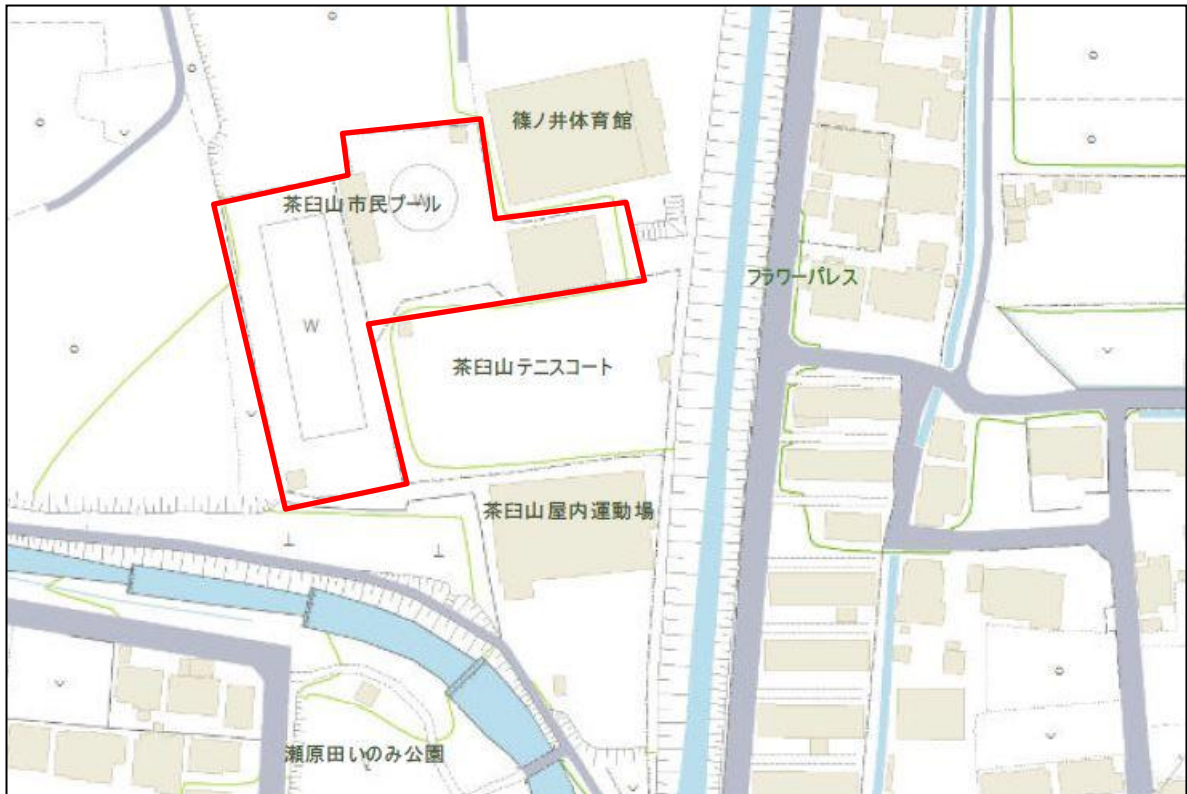 篠ノ井体育館
茶臼山市民プール
W
フラワーパレス
W
茶臼山テニスコート
茶臼山屋内運動場
瀬原田いのみ公園